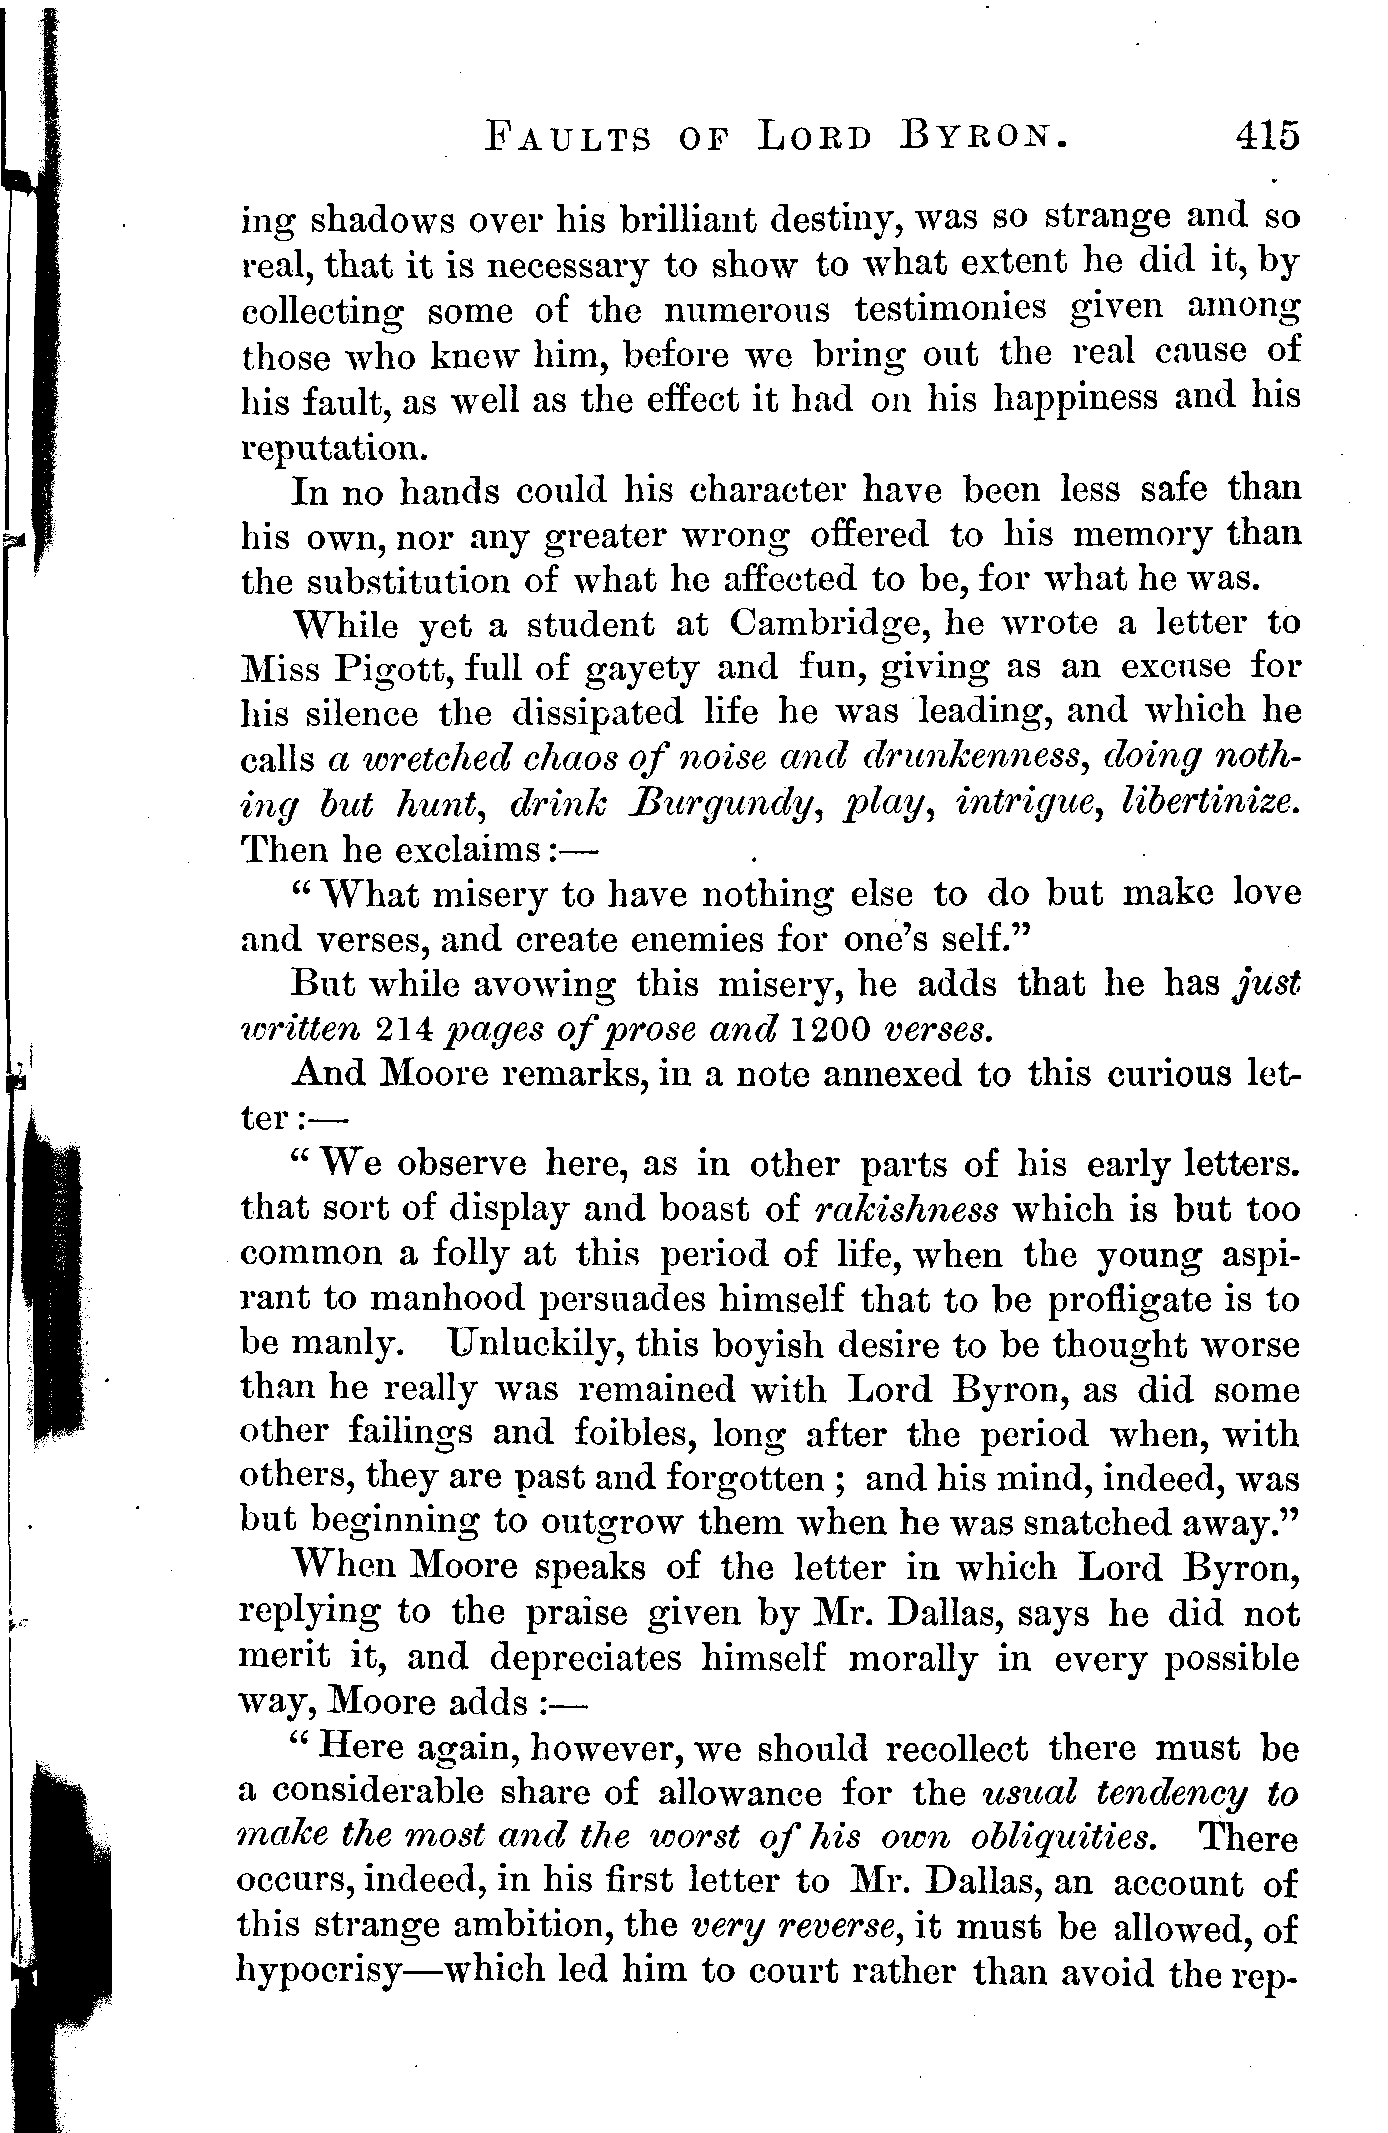 FAULTS OF LORD BYRON. 415
ing shadows over his brilliant destiny, was so strange and so
real, that it is necessary to show to what extent he did it, by
collecting some of the numerous testimonies given among
those who knew him, before we bring out the real cause of
his fault, as well as the effect it had on his happiness and his
reputation.
In no hands could his character have been less safe than
his own, nor any greater wrong offered to his memory than
the substitution of what he affected to be, for what he was.
While yet a student at Cambridge, he wrote a letter to
Miss Pigott, full of gayety and fun, giving as an excuse for
his silence the dissipated life he was leading, and which he
calls a wretched chaos of noise and drunkenness, doing noth-
ing but hunt, drink Burgundy, play, intrigue, libertinize.
Then he exclaims:—
"What misery to have nothing else to do but make love
and verses, and create enemies for one's self."
But while avowing this misery, he adds that he has just
written 214 pages of prose and 1200 verses.
And Moore remarks, in a note annexed to this curious let-
ter:—
"We observe here, as in other parts of his early letters.
that sort of display and boast of rakishness which is but too
common a folly at this period of life, when the young aspi-
rant to manhood persuades himself that to be profligate is to
be manly. Unluckily, this boyish desire to be thought worse
than he really was remained with Lord Byron, as did some
other failings and foibles, long after the period when, with
others, they are past and forgotten; and his mind, indeed, was
but beginning to outgrow them when he was snatched away."
When Moore speaks of the letter in which Lord Byron,
replying to the praise given by Mr. Dallas, says he did not
merit it, and depreciates himself morally in every possible
way, Moore adds:—
"Here again, however, we should recollect there must be
a considerable share of allowance for the usual tendency to
make the most and the worst of his own obliquities. There
occurs, indeed, in his first letter to Mr. Dallas, an account of
this strange ambition, the very reverse, it must be allowed, of
hypocrisy—which led him to court rather than avoid the rep-